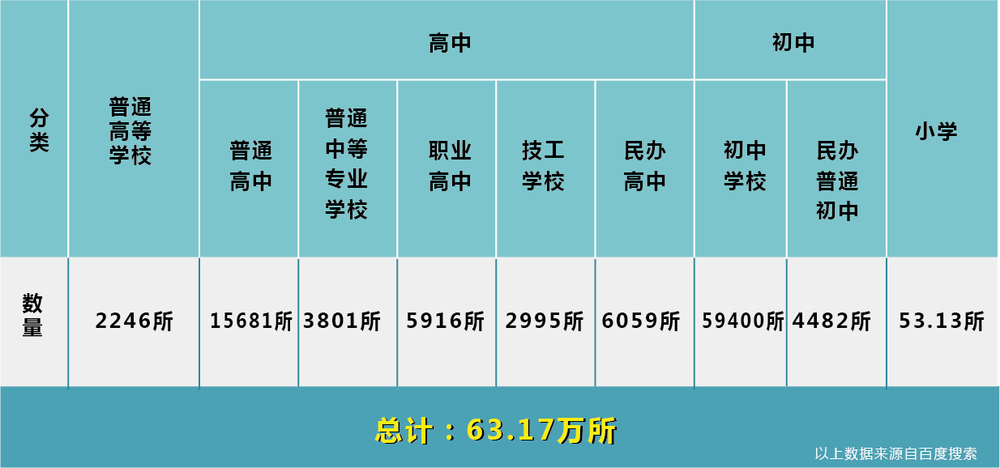 分类
普通
高等
学校
高中
初中
小学
普通
高中
普通
中等
专业
学校
职业
高中
技工
学校
民办
高中
初中
学校
民办
普通
初中
数量
2246所
15681所
3801所
5916所
2995所
6059所
59400所
4482所
53.13所
总计：63.17万所
以上数据来源自百度搜索